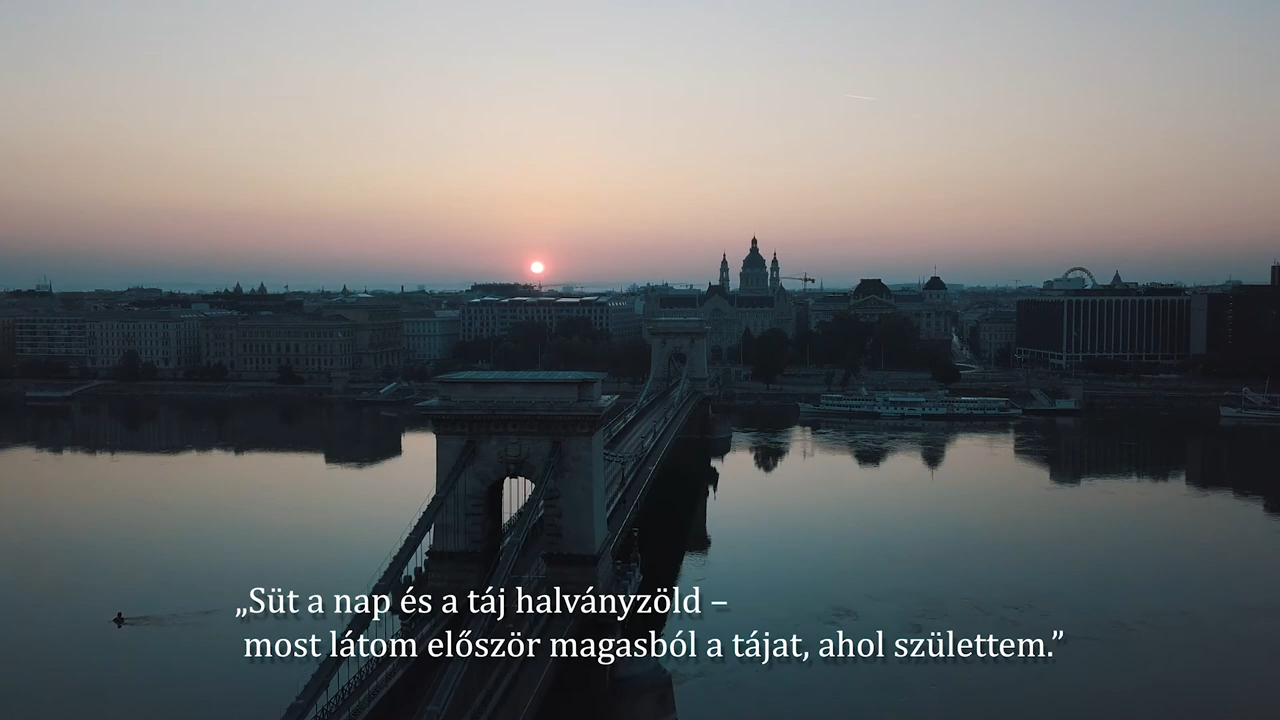 „Süt a nap és a táj halványzöld –
most látom először magasból a tájat, ahol születtem.”